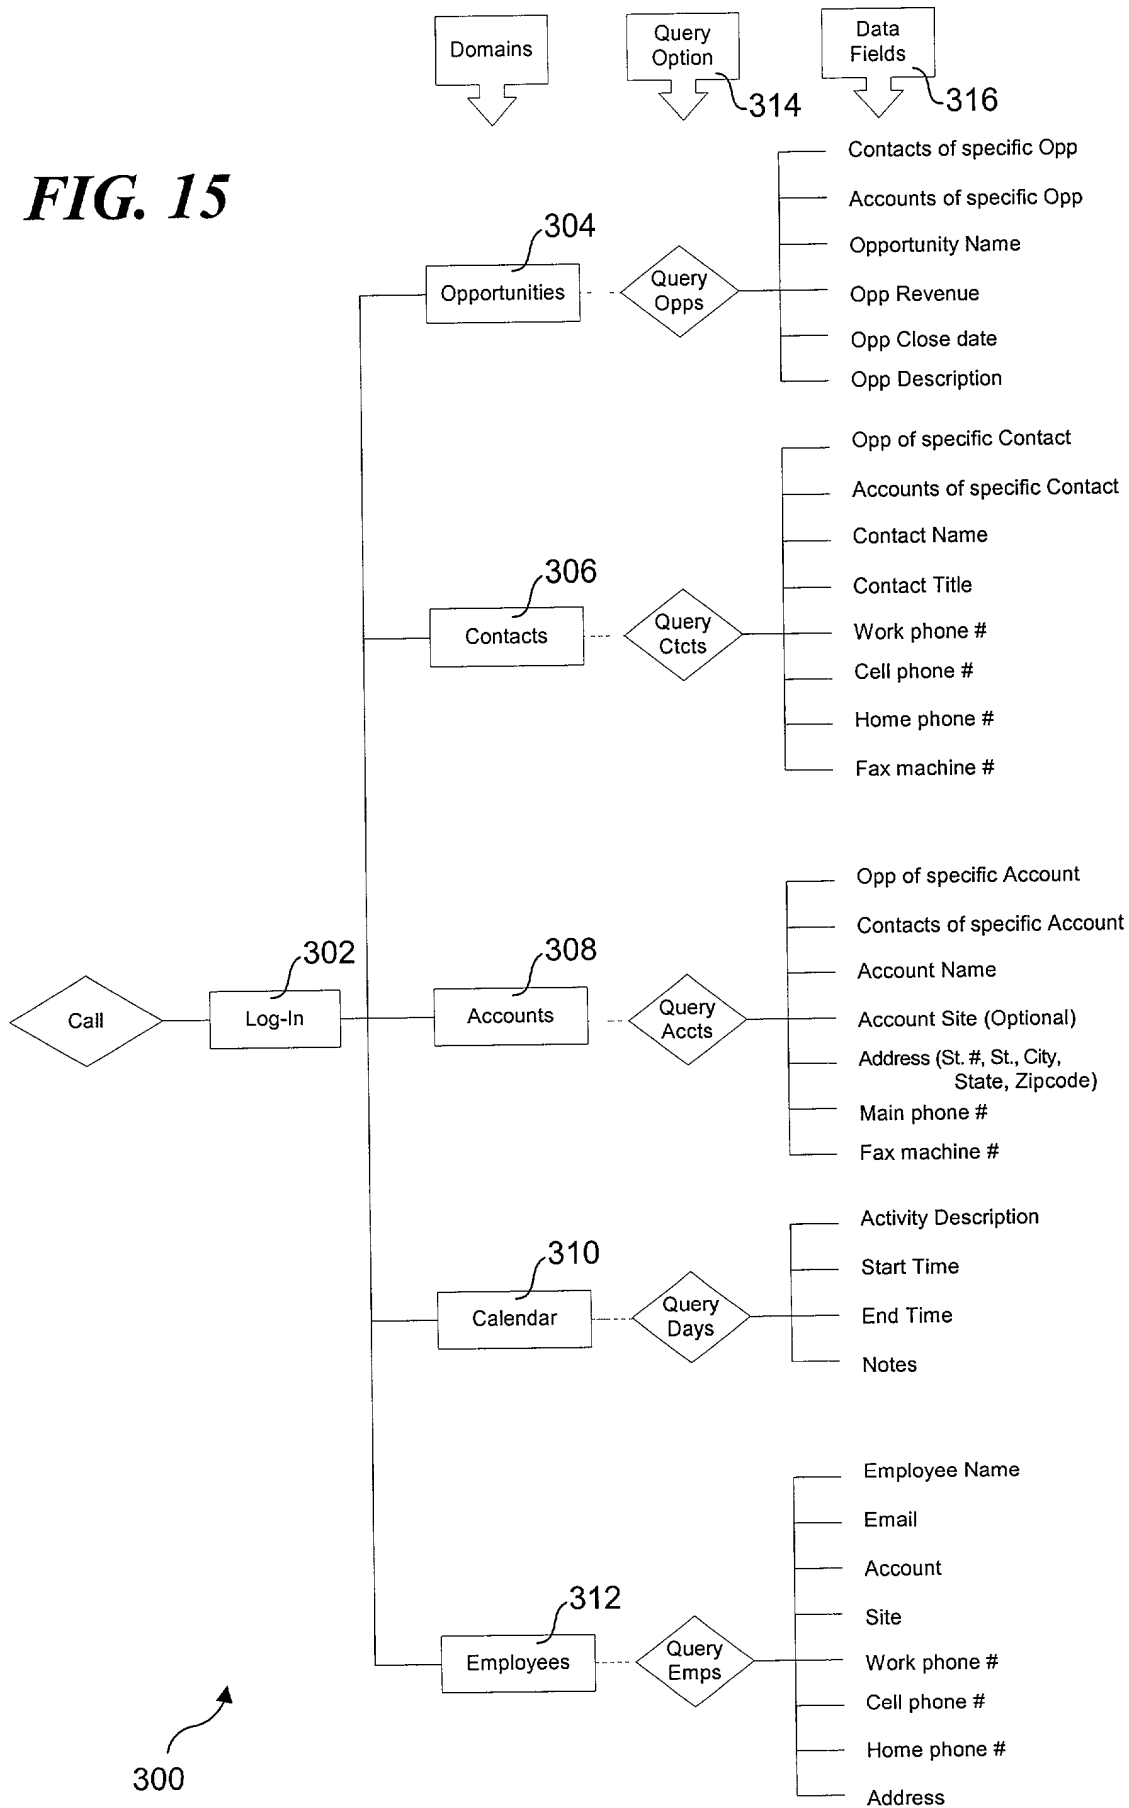 Domains
Query
Option
314
Data
Fields
316
FIG. 15
304
Opportunities
Query
Opps
Contacts of specific Opp
Accounts of specific Opp
Opportunity Name
Opp Revenue
Opp Close date
Opp Description
306
Contacts
Query
Ctcts
Opp of specific Contact
Accounts of specific Contact
Contact Name
Contact Title
Work phone #
Cell phone #
Home phone #
Fax machine #
Call
302
Log-In
308
Accounts
Query
Accts
Opp of specific Account
Contacts of specific Account
Account Name
Account Site (Optional)
Address (St. #, St., City,
State, Zipcode)
Main phone #
Fax machine #
310
Calendar
Query
Days
Activity Description
Start Time
End Time
Notes
312
Employees
Query
Emps
Employee Name
Email
Account
Site
Work phone #
Cell phone #
Home phone #
Address
300